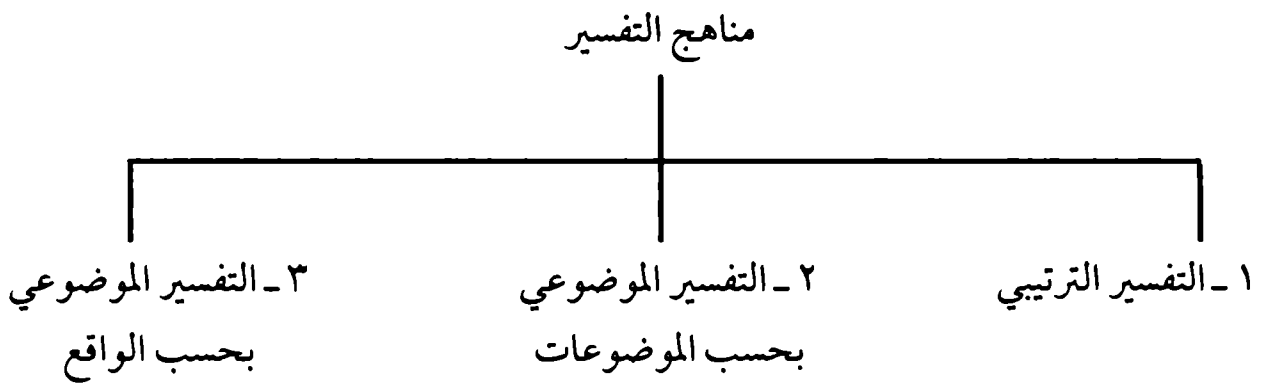 مناهج التفسير
١ ـ التفسير الترتيبي
٢ ـ التفسير الموضوعي
بحسب الموضوعات
٣ ـ التفسير الموضوعي
بحسب الواقع